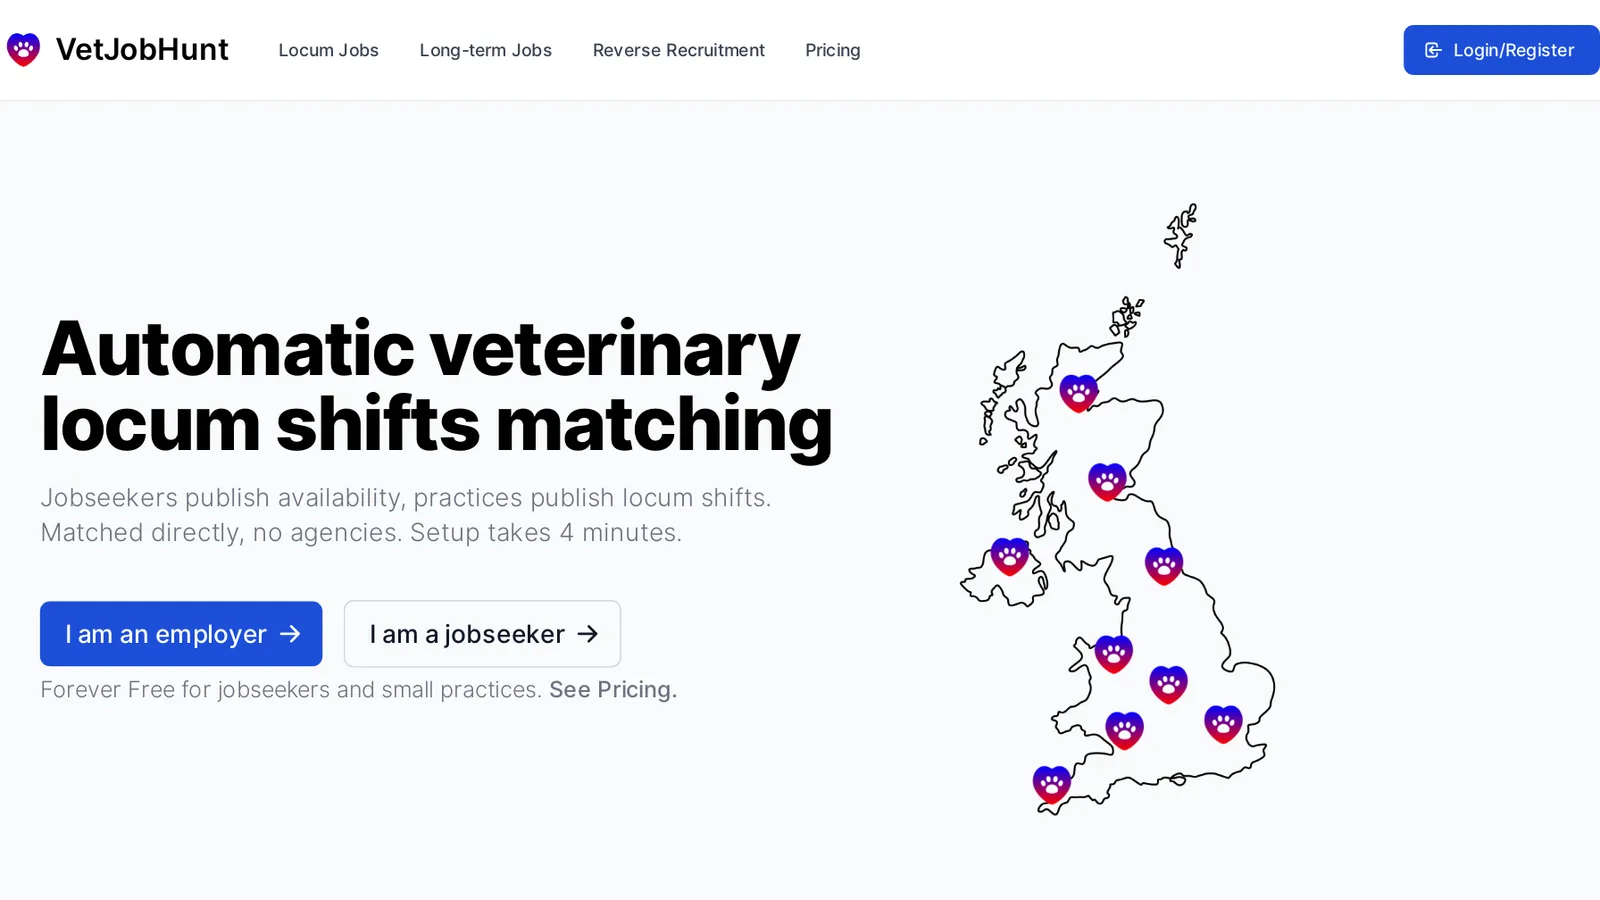 VetJobHunt
Locum Jobs
Long-term Jobs
Reverse Recruitment
Pricing
Login/Register
Automatic veterinary
locum shifts matching
Jobseekers publish availability, practices publish locum shifts.
Matched directly, no agencies. Setup takes 4 minutes.
I am an employer →
I am a jobseeker →
Forever Free for jobseekers and small practices. See Pricing.